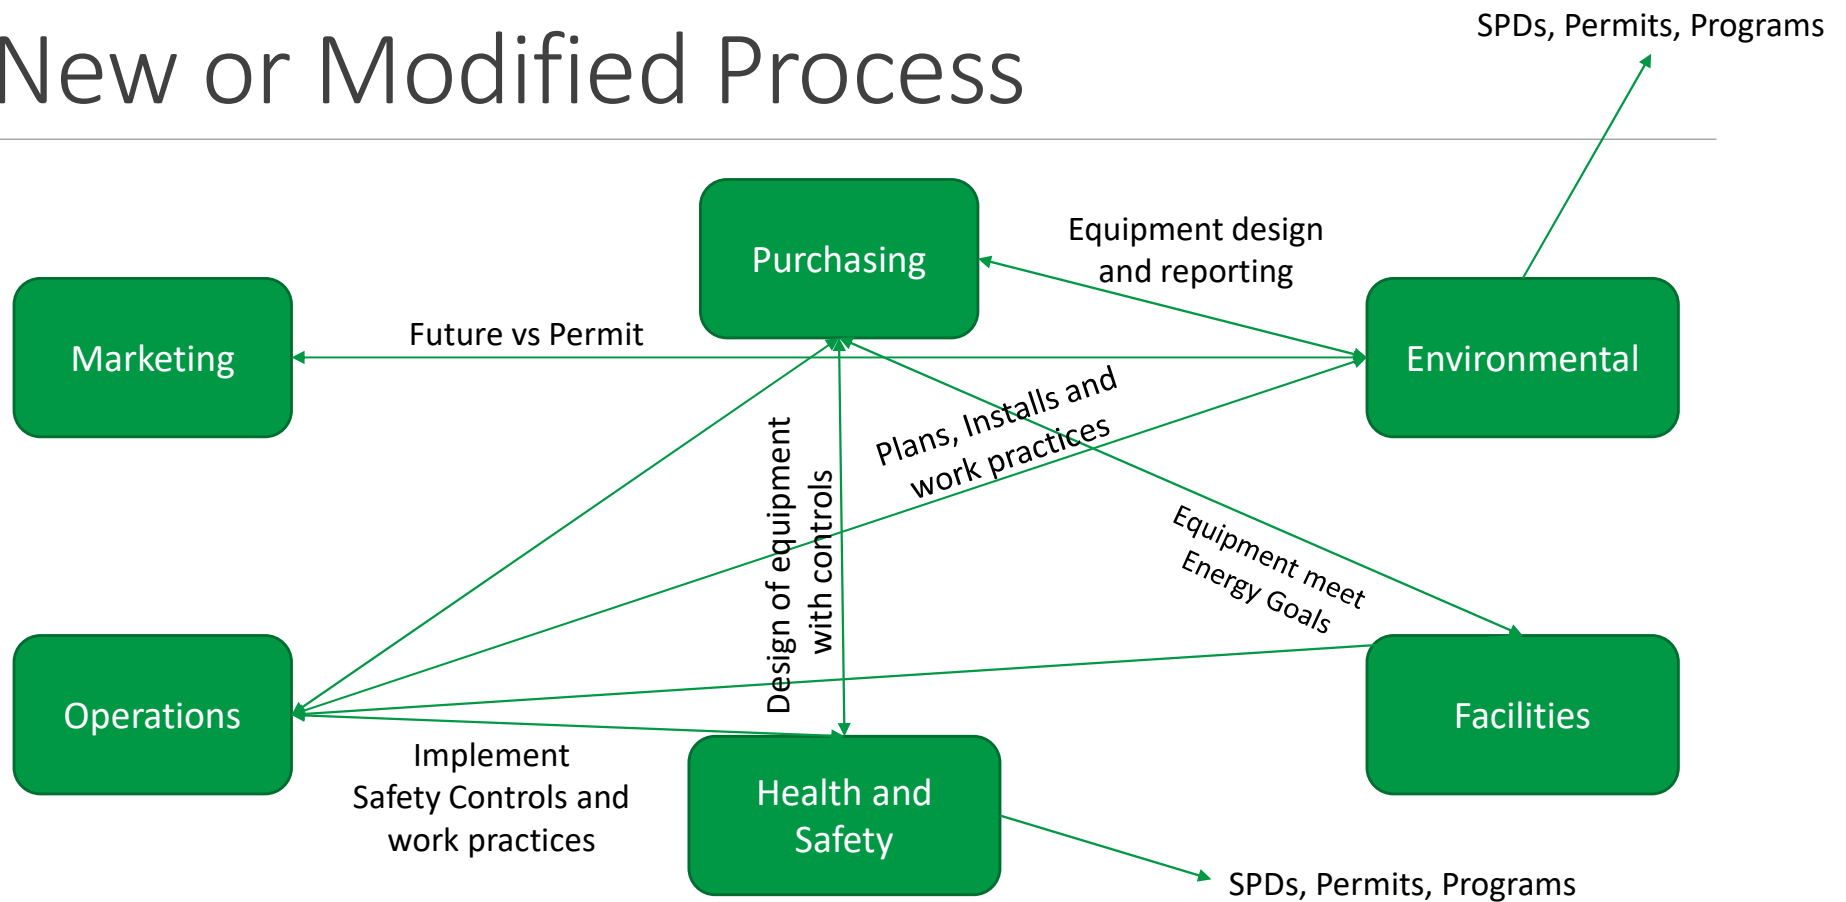 SPDs, Permits, Programs
New or Modified Process
Purchasing
Equipment design
and reporting
Marketing
Future vs Permit
Environmental
Plans, Installs and
work practices
Design of equipment
with controls
Equipment meet
Energy Goals
Operations
Facilities
Implement
Safety Controls and
work practices
Health and
Safety
SPDs, Permits, Programs